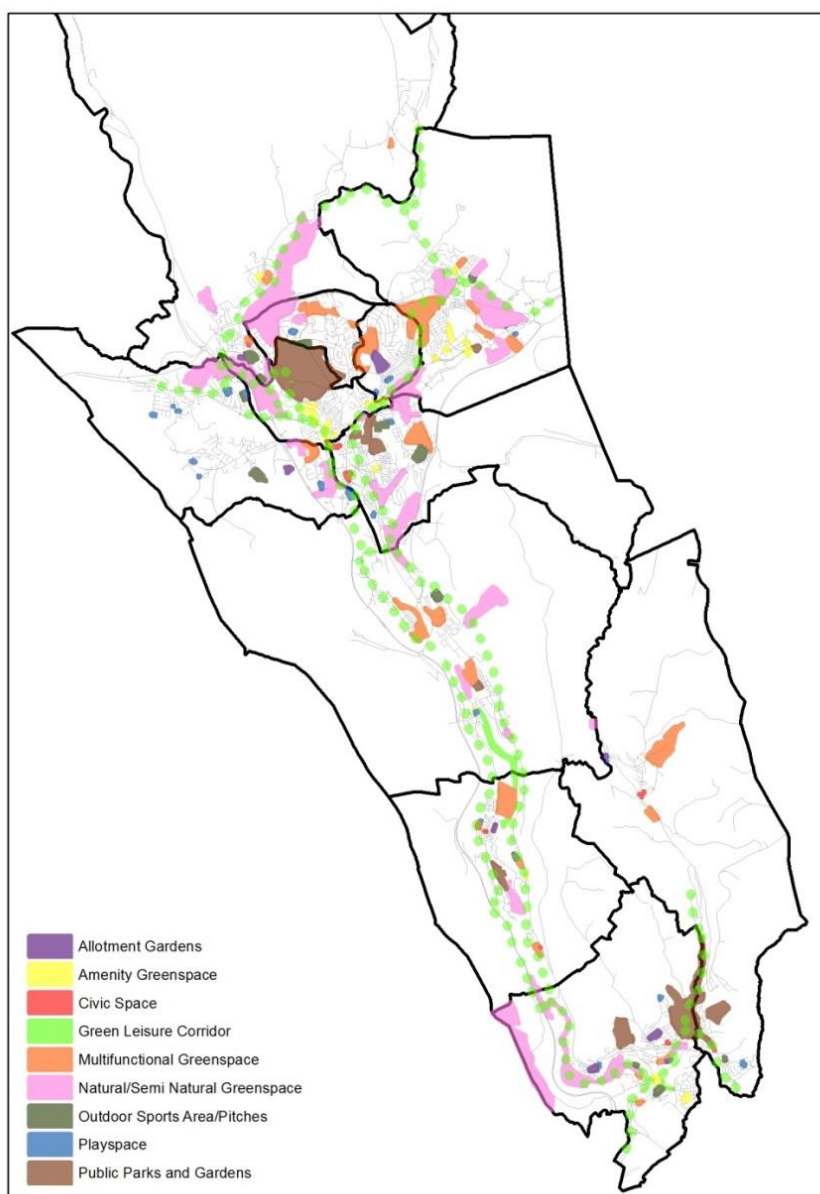 Allotment Gardens
Amenity Greenspace
Civic Space
Green Leisure Corridor
Multifunctional Greenspace
Natural/Semi Natural Greenspace
Outdoor Sports Area/Pitches
Playspace
Public Parks and Gardens